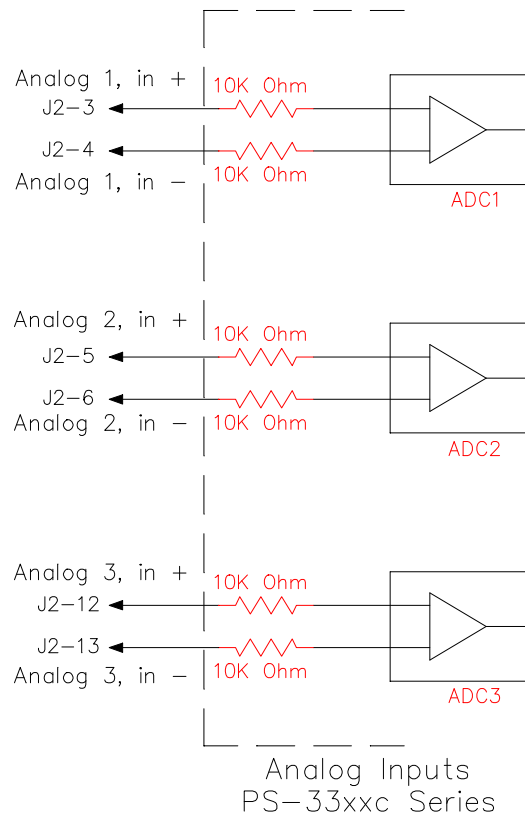 Analog 1, in +
10K Ohm
J2-3
J2-4
10K Ohm
Analog 1, in -
ADC1
Analog 2, in +
10K Ohm
J2-5
J2-6
10K Ohm
Analog 2, in -
ADC2
Analog 3, in +
10K Ohm
J2-12
J2-13
10K Ohm
Analog 3, in -
ADC3
Analog Inputs
PS-33xxc Series